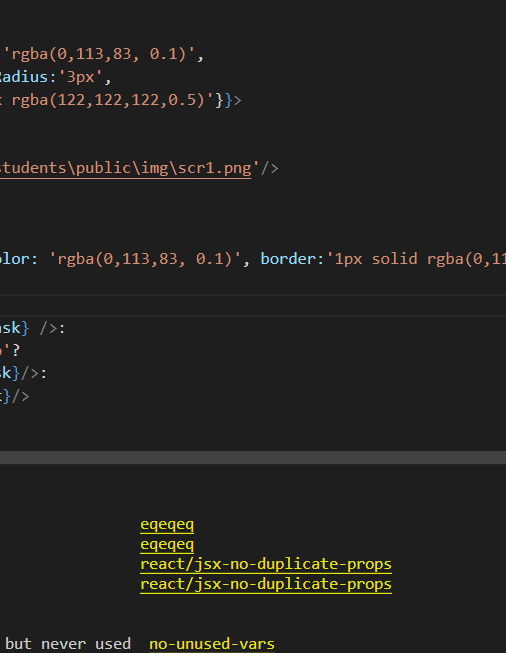 'rgba(0,113,83, 0.1)',
adius:'3px',
rgba(122,122,122,0.5)'}}>
students\public\img\scr1.png'/>
olor: 'rgba(0,113,83, 0.1)', border:'1px solid rgba(0,11
ask} />:
'?
sk}/>:
}/>
eqeqeq
eqeqeq
react/jsx-no-duplicate-props
react/jsx-no-duplicate-props
but never used no-unused-vars